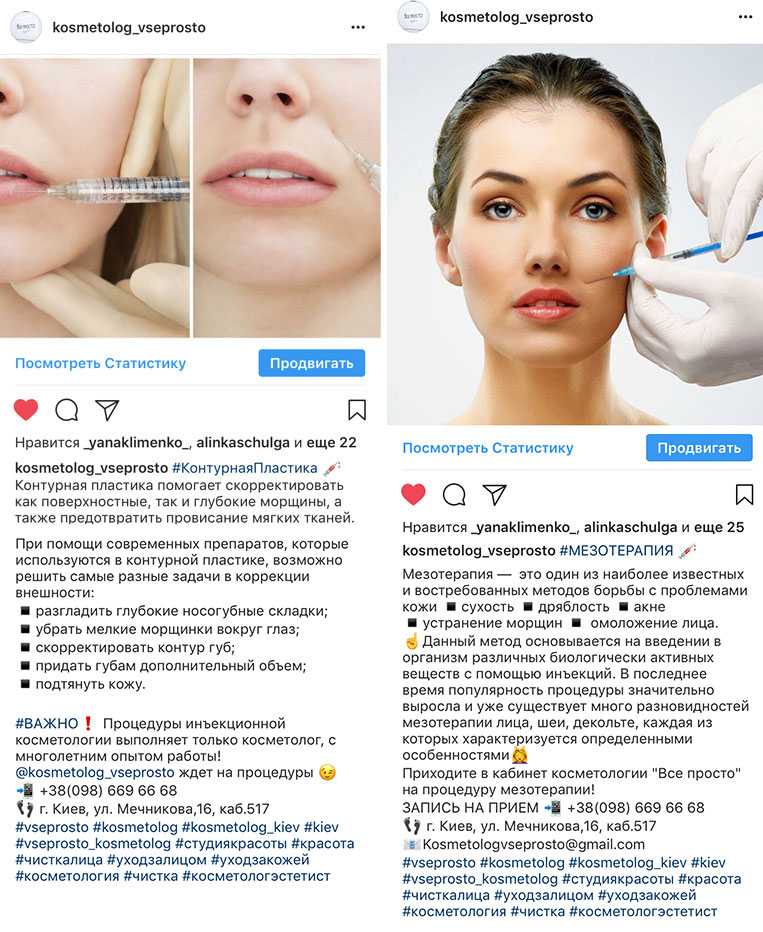 kosmetolog_vseprosto
Посмотреть Статистику
Продвигать
Нравится _yanaklimenko_, alinkaschulga и еще 22
kosmetolog_vseprosto #КонтурнаяПластика 💉
Контурная пластика помогает скорректировать
как поверхностные, так и глубокие морщины, а
также предотвратить провисание мягких тканей.
При помощи современных препаратов, которые
используются в контурной пластике, возможно
решить самые разные задачи в коррекции
внешности:
◾ разгладить глубокие носогубные складки;
◾ убрать мелкие морщинки вокруг глаз;
◾ скорректировать контур губ;
◾ придать губам дополнительный объем;
◾ подтянуть кожу.
#ВАЖНО❗ Процедуры инъекционной
косметологии выполняет только косметолог, с
многолетним опытом работы!
@kosmetolog_vseprosto ждет на процедуры 😉
📲 +38(098) 669 66 68
👣 г. Киев, ул. Мечникова,16, каб.517
#vseprosto #kosmetolog #kosmetolog_kiev #kiev
#vseprosto_kosmetolog #студиякрасоты #красота
#чисткалица #уходзалицом #уходзакожей
#косметология #чистка #косметологэстетист
kosmetolog_vseprosto
Посмотреть Статистику
Продвигать
Нравится _yanaklimenko_, alinkaschulga и еще 25
kosmetolog_vseprosto #МЕЗОТЕРАПИЯ 💉
Мезотерапия — это один из наиболее известных
и востребованных методов борьбы с проблемами
кожи ◾ сухость ◾ дряблость ◾ акне
◾ устранение морщин ◾ омоложение лица.
☝Данный метод основывается на введении в
организм различных биологически активных
веществ с помощью инъекций. В последнее
время популярность процедуры значительно
выросла и уже существует много разновидностей
мезотерапии лица, шеи, декольте, каждая из
которых характеризуется определенными
особенностями💆
Приходите в кабинет косметологии "Все просто"
на процедуру мезотерапии!
ЗАПИСЬ НА ПРИЕМ 📲 +38(098) 669 66 68
👣 г. Киев, ул. Мечникова,16, каб.517
📧Kosmetologvseprosto@gmail.com
#vseprosto #kosmetolog #kosmetolog_kiev #kiev
#vseprosto_kosmetolog #студиякрасоты #красота
#чисткалица #уходзалицом #уходзакожей
#косметология #чистка #косметологэстетист